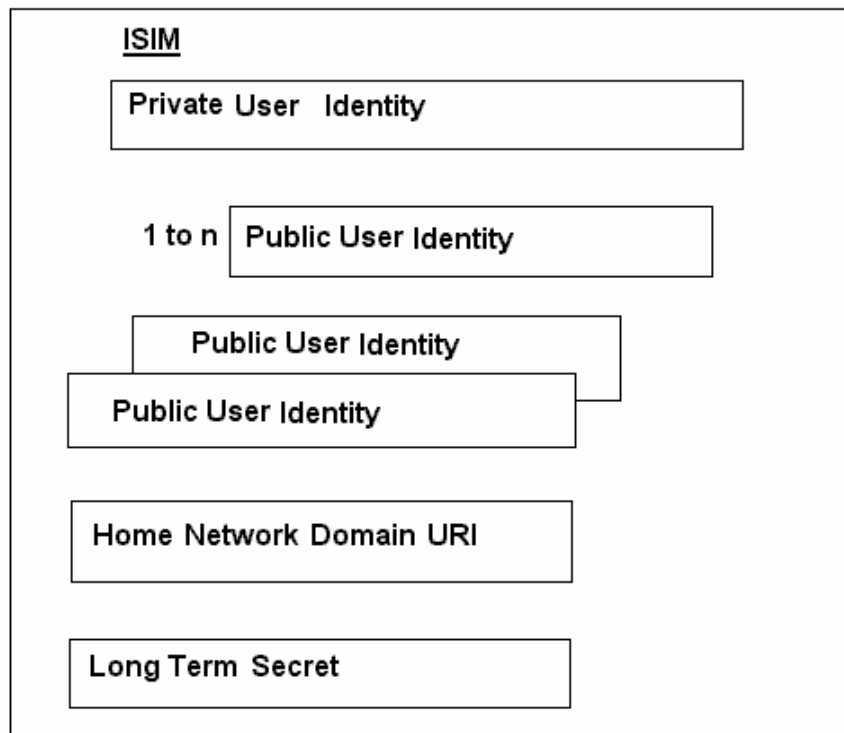 ISIM
Private User Identity
1 to n Public User Identity
Public User Identity
Public User Identity
Home Network Domain URI
Long Term Secret